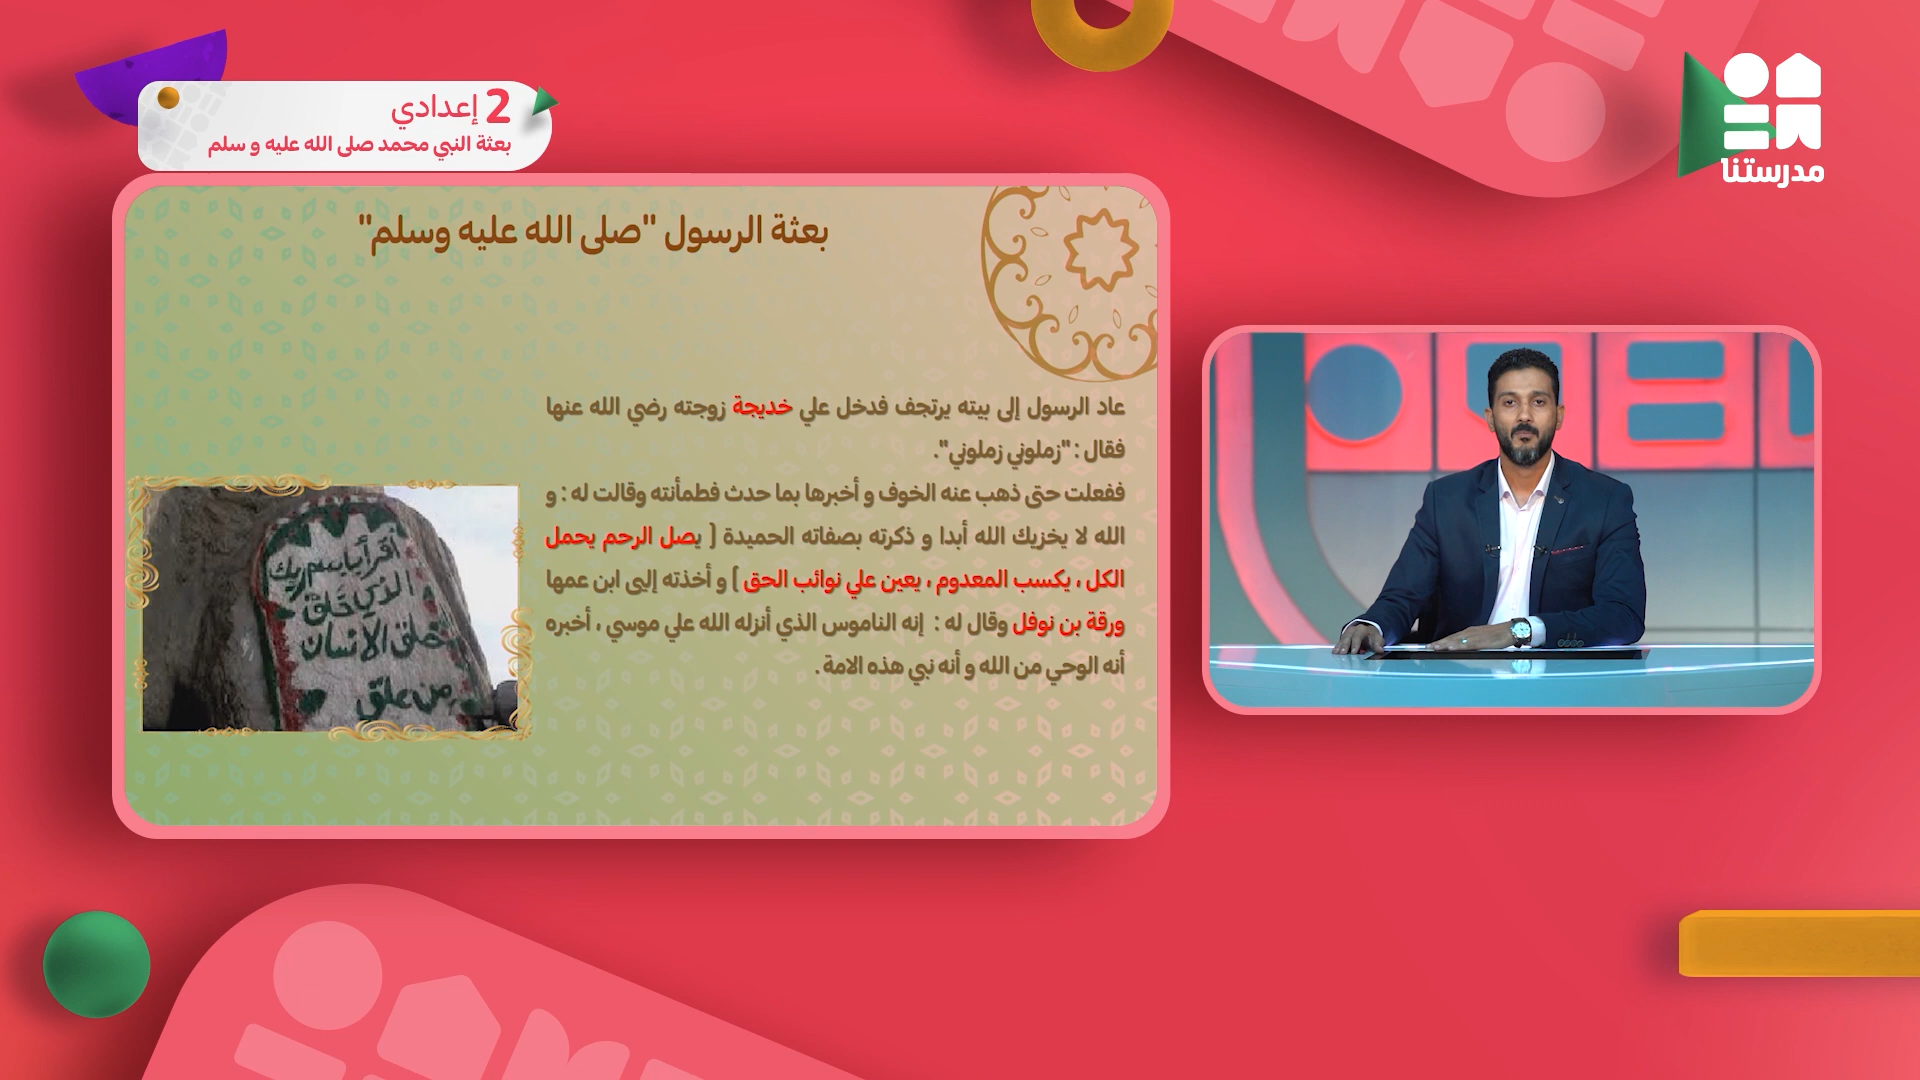 2 إعدادي
بعثة النبي محمد صلى الله عليه و سلم
مدرستنا
بعثة الرسول "صلى الله عليه وسلم"
عاد الرسول إلى بيته يرتجف فدخل علي خديجة زوجته رضي الله عنها
فقال : "زملوني زملوني".
ففعلت حتى ذهب عنه الخوف و أخبرها بما حدث فطمأنته وقالت له : و
الله لا يخزيك الله أبدا و ذكرته بصفاته الحميدة [ يصل الرحم يحمل
الكل ، يكسب المعدوم ، يعين علي نوائب الحق ] و أخذته إليى ابن عمها
ورقة بن نوفل وقال له : إنه الناموس الذي أنزله الله علي موسي ، أخبره
أنه الوحي من الله و أنه نبي هذه الامة .
اقرأ باسم ربك
الذي خلق
خلق الانسان
من علق